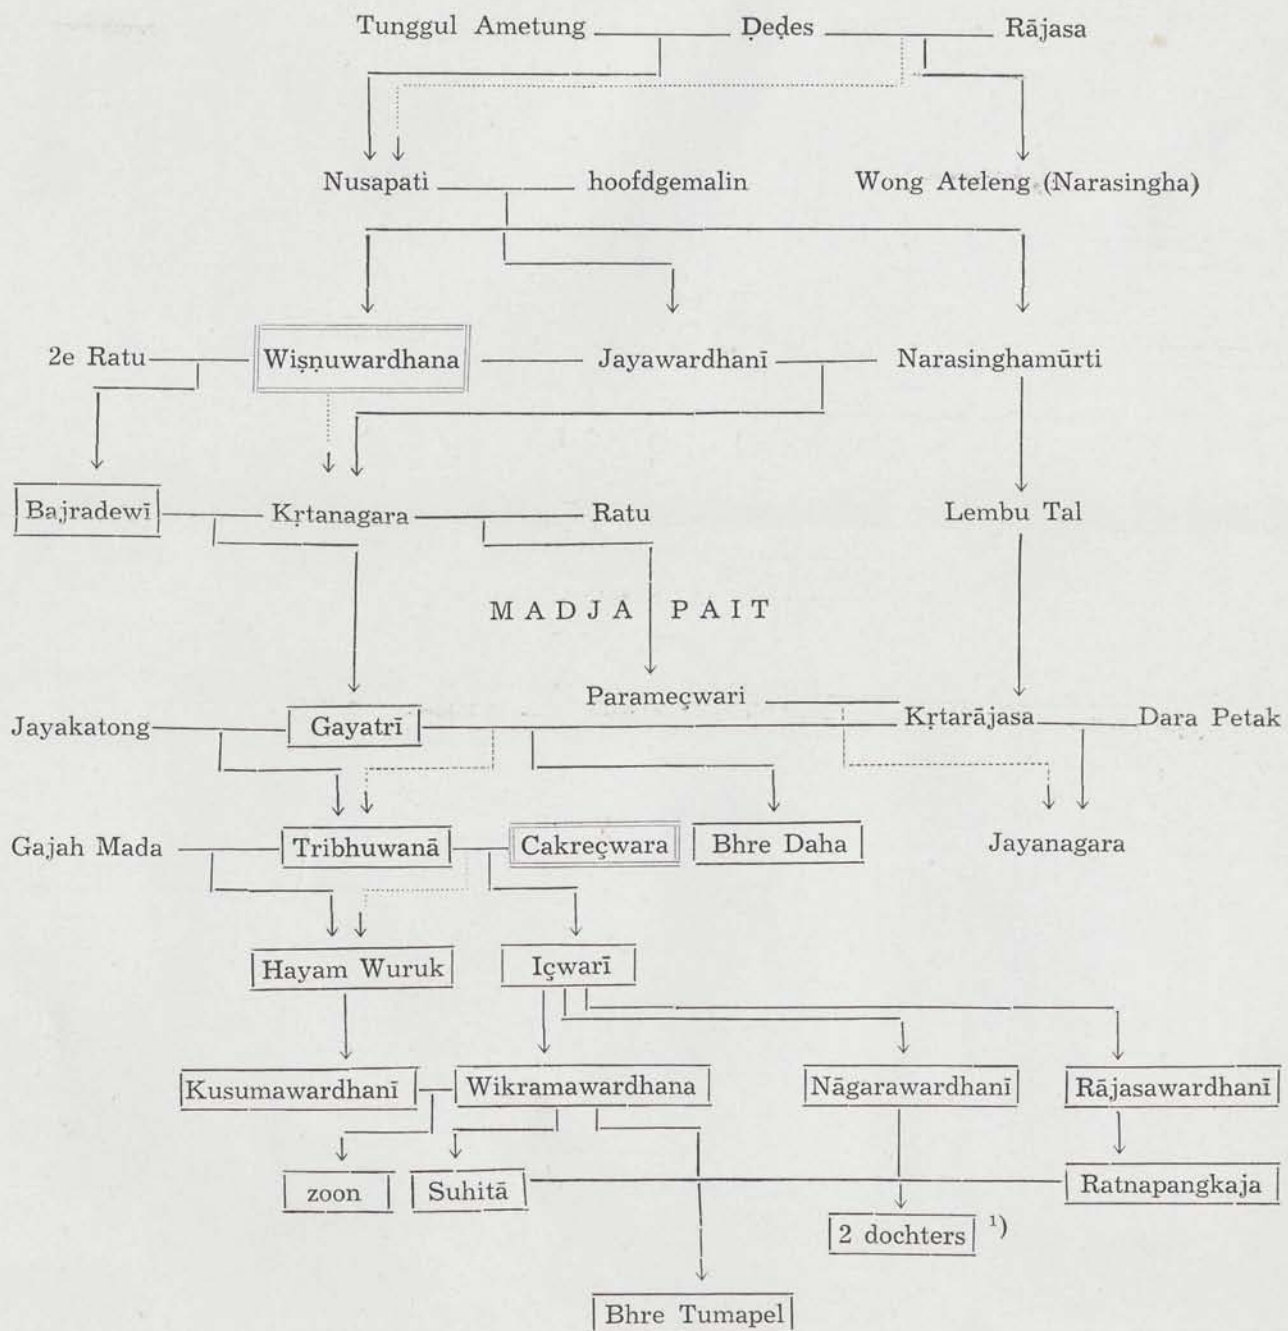 Tunggul Ametung Ḍeḍes Rājasa
Nusapati hoofdgemalin Wong Ateleng (Narasingha)
2e Ratu Wiṣṇuwardhana Jayawardhanī Narasinghamūrti
Bajradewī Kṛtanagara Ratu Lembu Tal
MADJA PAIT
Parameçwari
Jayakatong Gayatrī Kṛtarājasa Dara Petak
Gajah Mada Tribhuwanā Cakreçwara Bhre Daha Jayanagara
Hayam Wuruk Içwarī
Kusumawardhanī Wikramawardhana Nāgarawardhanī Rājasawardhanī
zoon Suhitā Ratnapangkaja
2 dochters ¹)
Bhre Tumapel